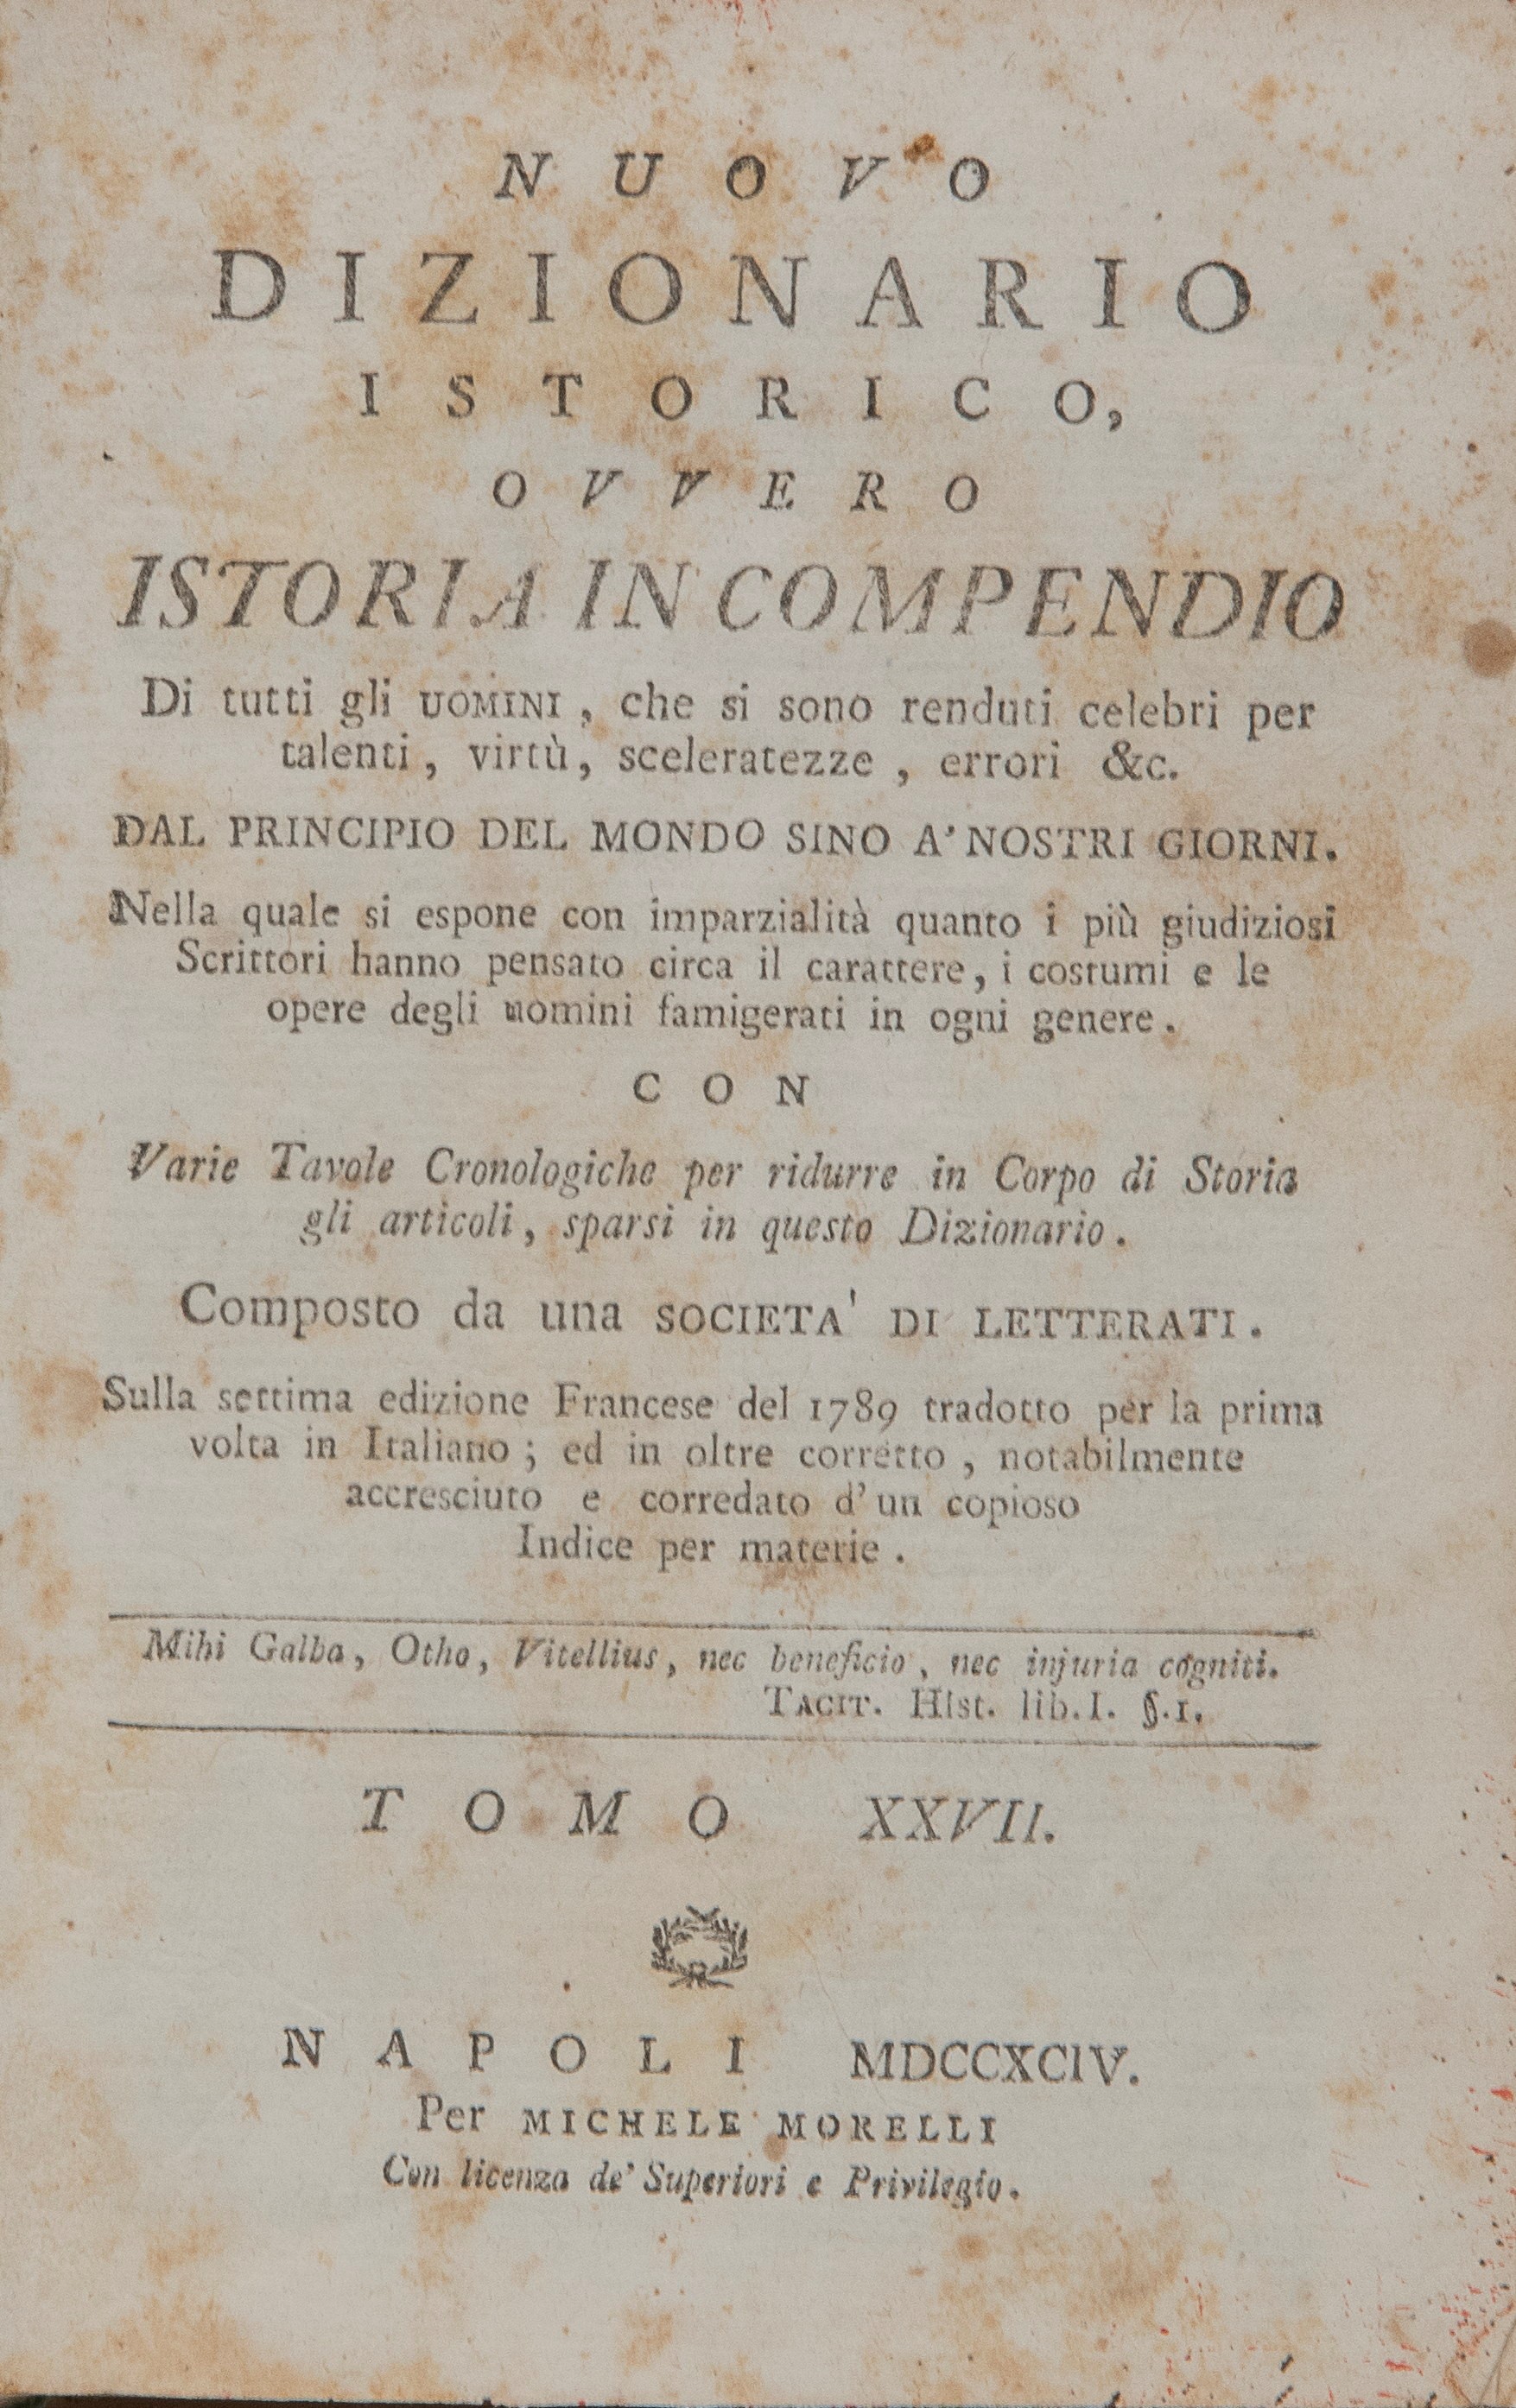 NUOVO
DIZIONARIO
ISTORICO,
OVVERO
ISTORIA IN COMPENDIO
Di tutti gli UOMINI, che si sono renduti celebri per
talenti, virtù, sceleratezze, errori &c.
DAL PRINCIPIO DEL MONDO SINO A' NOSTRI GIORNI.
Nella quale si espone con imparzialità quanto i più giudiziosi
Scrittori hanno pensato circa il carattere, i costumi e le
opere degli uomini famigerati in ogni genere.
CON
Varie Tavole Cronologiche per ridurre in Corpo di Storia
gli articoli, sparsi in questo Dizionario.
Composto da una SOCIETA' DI LETTERATI.
Sulla settima edizione Francese del 1789 tradotto per la prima
volta in Italiano; ed in oltre corretto, notabilmente
accresciuto e corredato d'un copioso
Indice per materie.
Mihi Galba, Otho, Vitellius, nec beneficio, nec injuria cogniti.
TACIT. Hist. lib. I. §. 1.
TOMO XXVII.
NAPOLI MDCCXCIV.
Per MICHELE MORELLI
Con licenza de' Superiori e Privilegio.